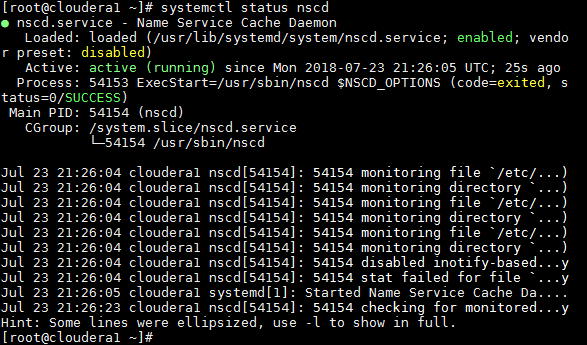 [root@cloudera1 ~]# systemctl status nscd
● nscd.service - Name Service Cache Daemon
   Loaded: loaded (/usr/lib/systemd/system/nscd.service; enabled; vendo
r preset: disabled)
   Active: active (running) since Mon 2018-07-23 21:26:05 UTC; 25s ago
  Process: 54153 ExecStart=/usr/sbin/nscd $NSCD_OPTIONS (code=exited, s
tatus=0/SUCCESS)
 Main PID: 54154 (nscd)
   CGroup: /system.slice/nscd.service
           └─54154 /usr/sbin/nscd

Jul 23 21:26:04 cloudera1 nscd[54154]: 54154 monitoring file `/etc/...)
Jul 23 21:26:04 cloudera1 nscd[54154]: 54154 monitoring directory `...)
Jul 23 21:26:04 cloudera1 nscd[54154]: 54154 monitoring file `/etc/...)
Jul 23 21:26:04 cloudera1 nscd[54154]: 54154 monitoring directory `...)
Jul 23 21:26:04 cloudera1 nscd[54154]: 54154 monitoring file `/etc/...)
Jul 23 21:26:04 cloudera1 nscd[54154]: 54154 monitoring directory `...)
Jul 23 21:26:04 cloudera1 nscd[54154]: 54154 disabled inotify-based...y
Jul 23 21:26:04 cloudera1 nscd[54154]: 54154 stat failed for file `...y
Jul 23 21:26:05 cloudera1 systemd[1]: Started Name Service Cache Da....
Jul 23 21:26:23 cloudera1 nscd[54154]: 54154 checking for monitored...y
Hint: Some lines were ellipsized, use -l to show in full.
[root@cloudera1 ~]#